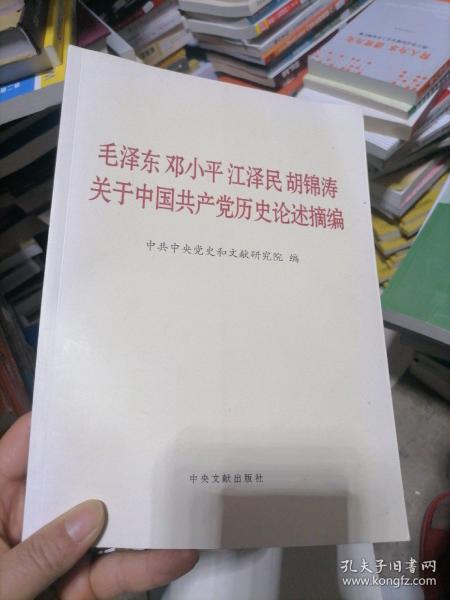 毛泽东 邓小平 江泽民 胡锦涛
关于中国共产党历史论述摘编
中共中央党史和文献研究院 编
中央文献出版社
孔夫子旧书网
www.kongfz.com